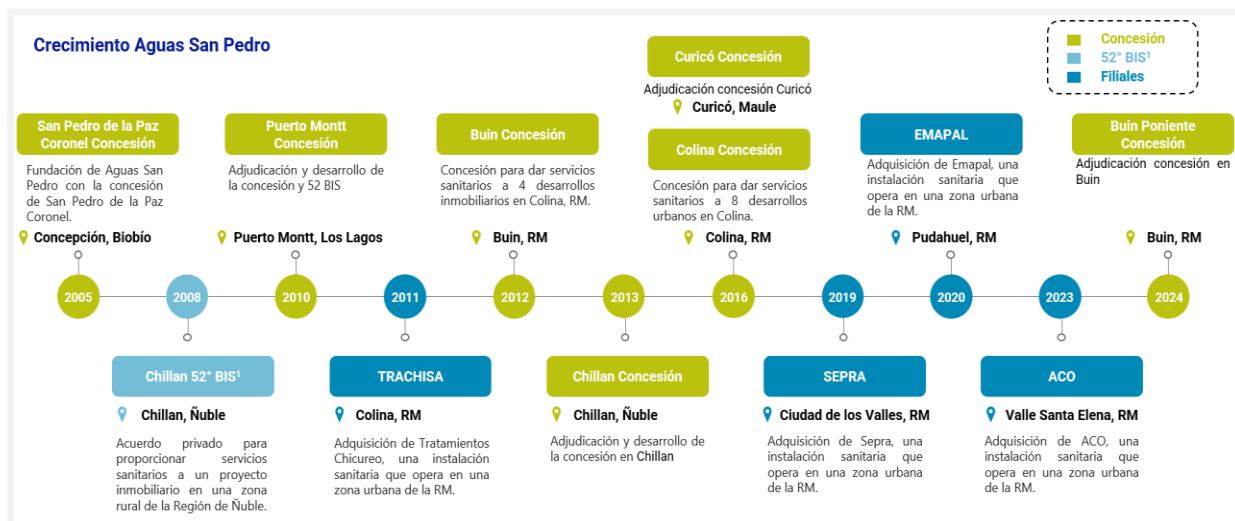 Crecimiento Aguas San Pedro
Concesión
52° BIS¹
Filiales
San Pedro de la Paz
Coronel Concesión
Fundación de Aguas San
Pedro con la concesión
de San Pedro de la Paz
Coronel.
Concepción, Biobío
Puerto Montt
Concesión
Adjudicación y desarrollo de
la concesión y 52 BIS
Puerto Montt, Los Lagos
Buin Concesión
Concesión para dar servicios
sanitarios a 4 desarrollos
inmobiliarios en Colina, RM.
Buin, RM
Curicó Concesión
Adjudicación concesión Curicó
Curicó, Maule
Colina Concesión
Concesión para dar servicios
sanitarios a 8 desarrollos
urbanos en Colina.
Colina, RM
EMAPAL
Adquisición de Emapal, una
instalación sanitaria que
opera en una zona urbana
de la RM.
Pudahuel, RM
Buin Poniente
Concesión
Adjudicación concesión en
Buin
Buin, RM
2005
2008
2010
2011
2012
2013
2016
2019
2020
2023
2024
Chillan 52° BIS¹
Chillan, Ñuble
Acuerdo privado para
proporcionar servicios
sanitarios a un proyecto
inmobiliario en una zona
rural de la Región de Ñuble.
TRACHISA
Colina, RM
Adquisición de Tratamientos
Chicureo, una instalación
sanitaria que opera en una
zona urbana de la RM.
Chillan Concesión
Chillan, Ñuble
Adjudicación y desarrollo de
la concesión en Chillan
SEPRA
Ciudad de los Valles, RM
Adquisición de Sepra, una
instalación sanitaria que
opera en una zona urbana
de la RM.
ACO
Valle Santa Elena, RM
Adquisición de ACO, una
instalación sanitaria que
opera en una zona urbana
de la RM.